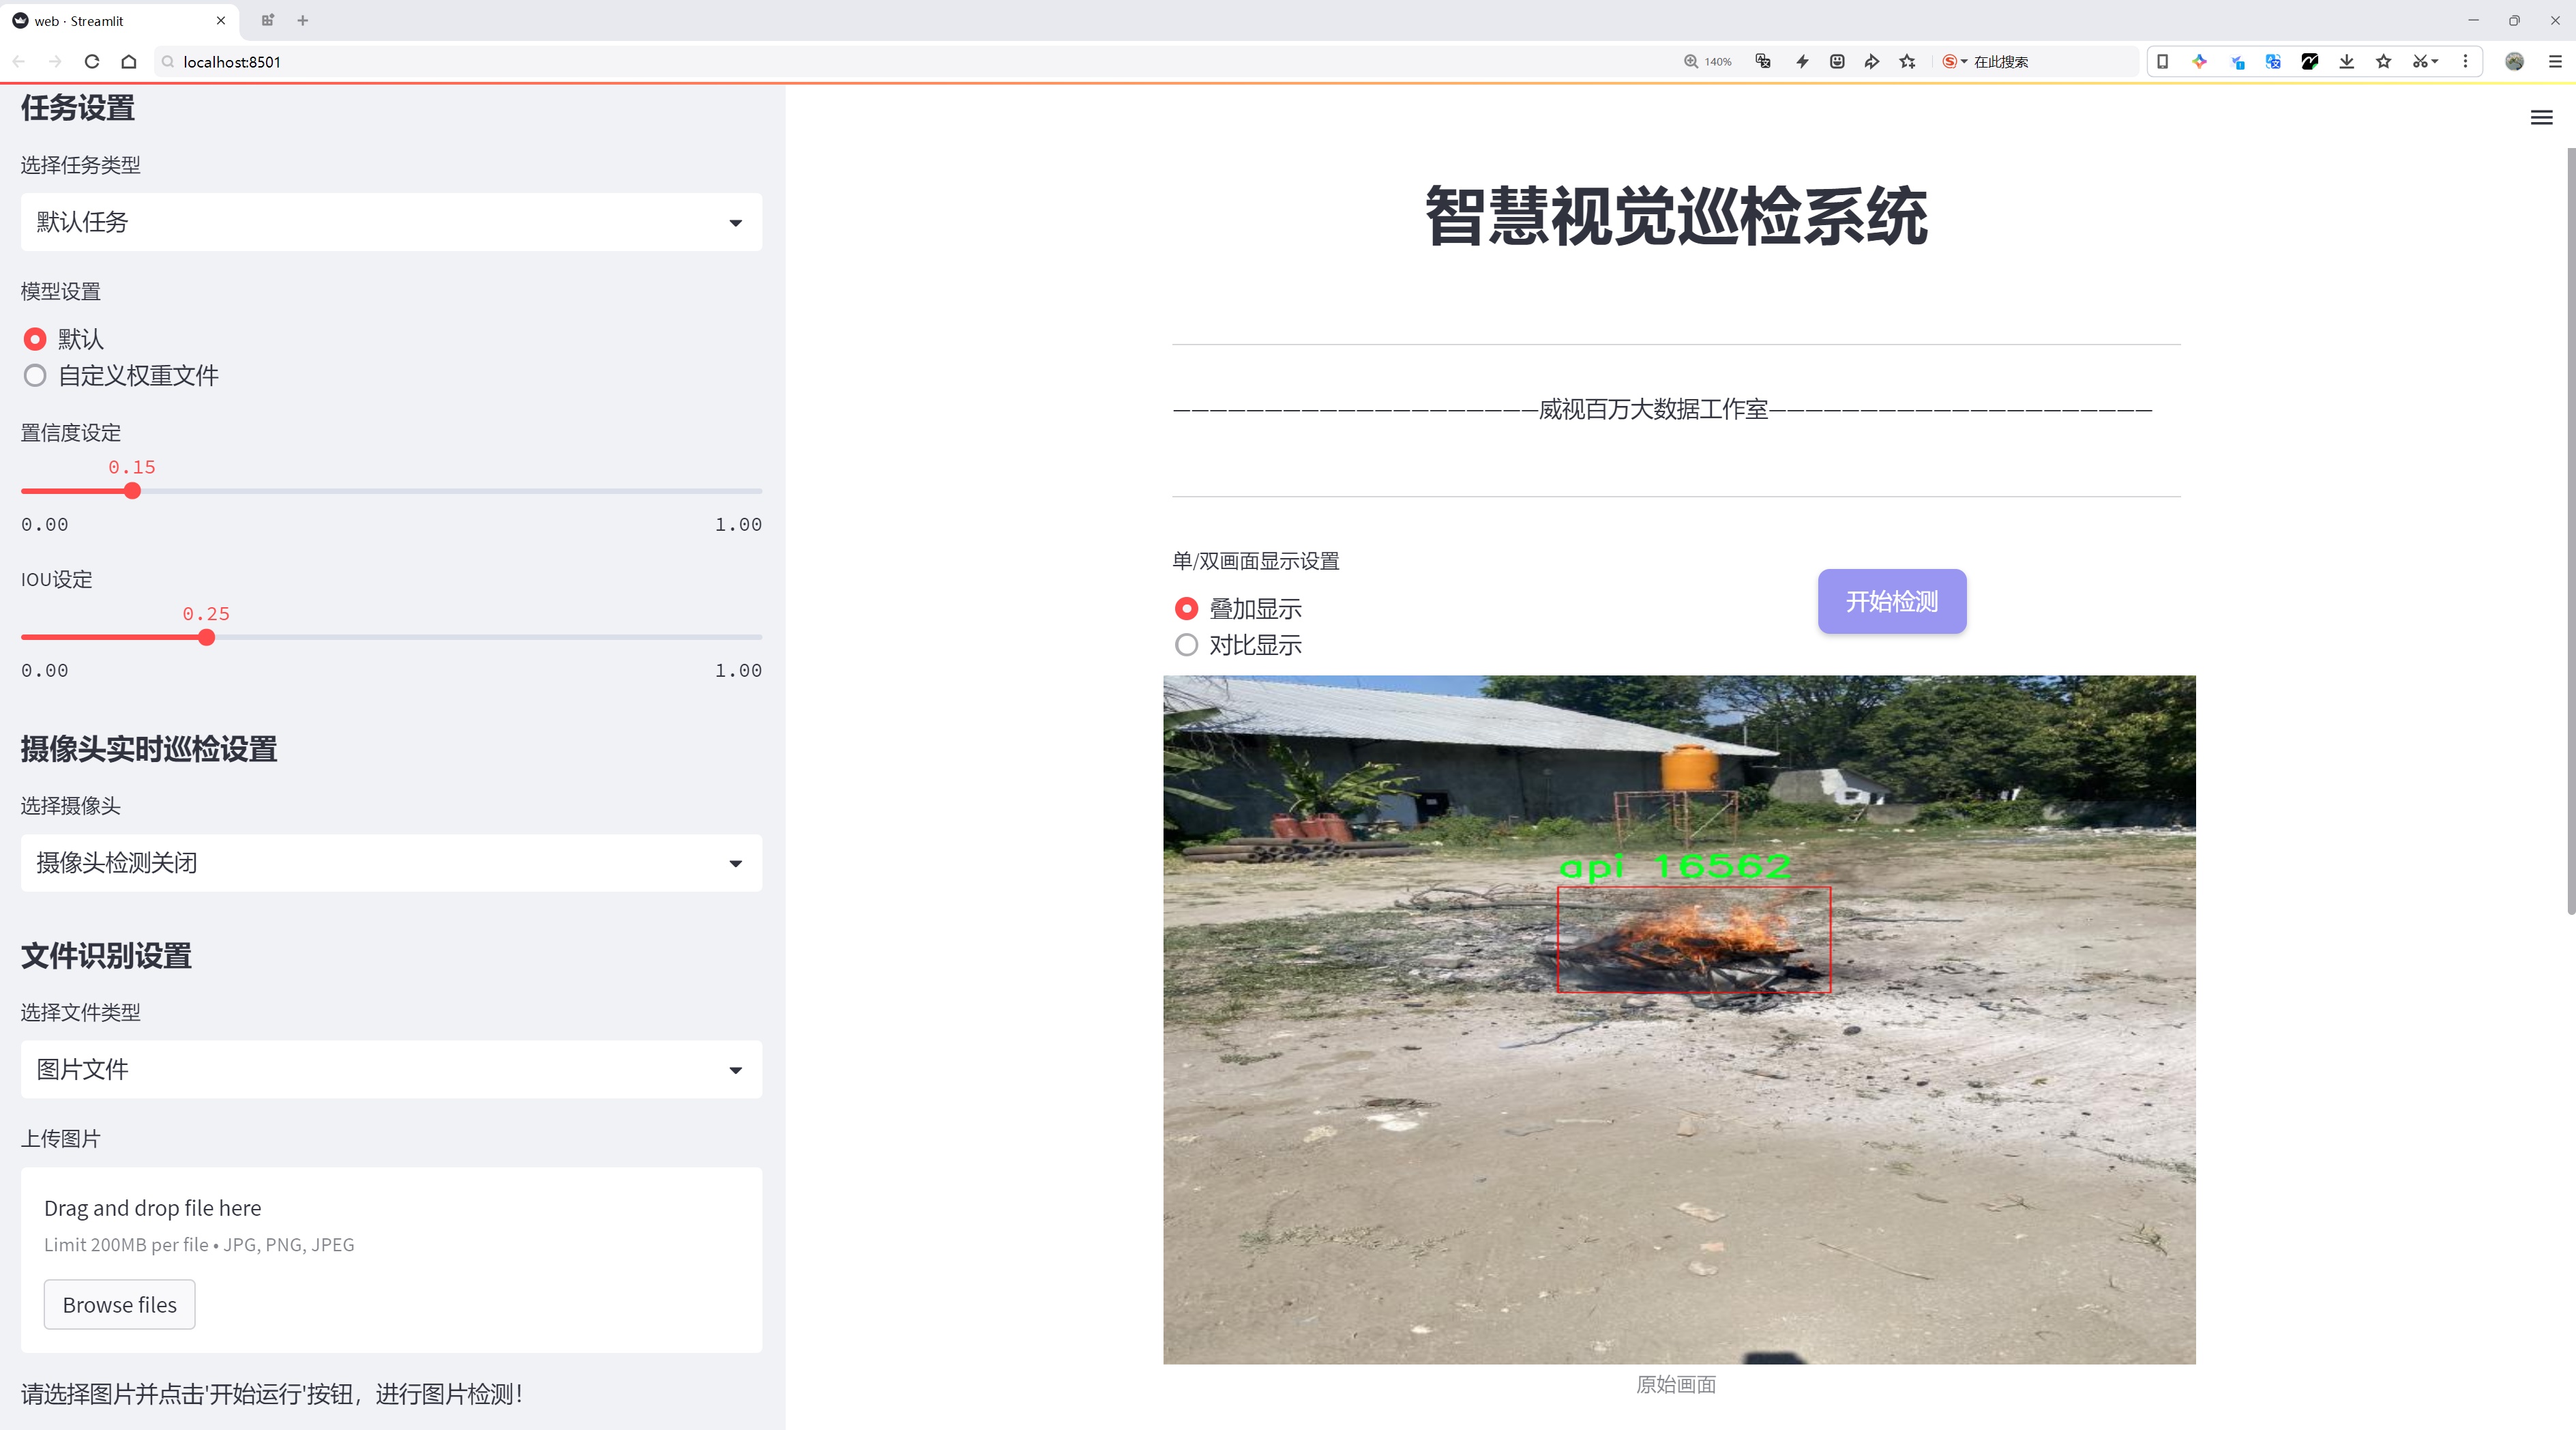 web · Streamlit
localhost:8501
140%
在此搜索
任务设置
选择任务类型
默认任务
模型设置
默认
自定义权重文件
置信度设定
0.15
0.00 1.00
IOU设定
0.25
0.00 1.00
摄像头实时巡检设置
选择摄像头
摄像头检测关闭
文件识别设置
选择文件类型
图片文件
上传图片
Drag and drop file here
Limit 200MB per file • JPG, PNG, JPEG
Browse files
请选择图片并点击'开始运行'按钮，进行图片检测！
智慧视觉巡检系统
————————————————————威视百万大数据工作室—————————————————————
单/双画面显示设置
叠加显示
对比显示
开始检测
api 16562
原始画面